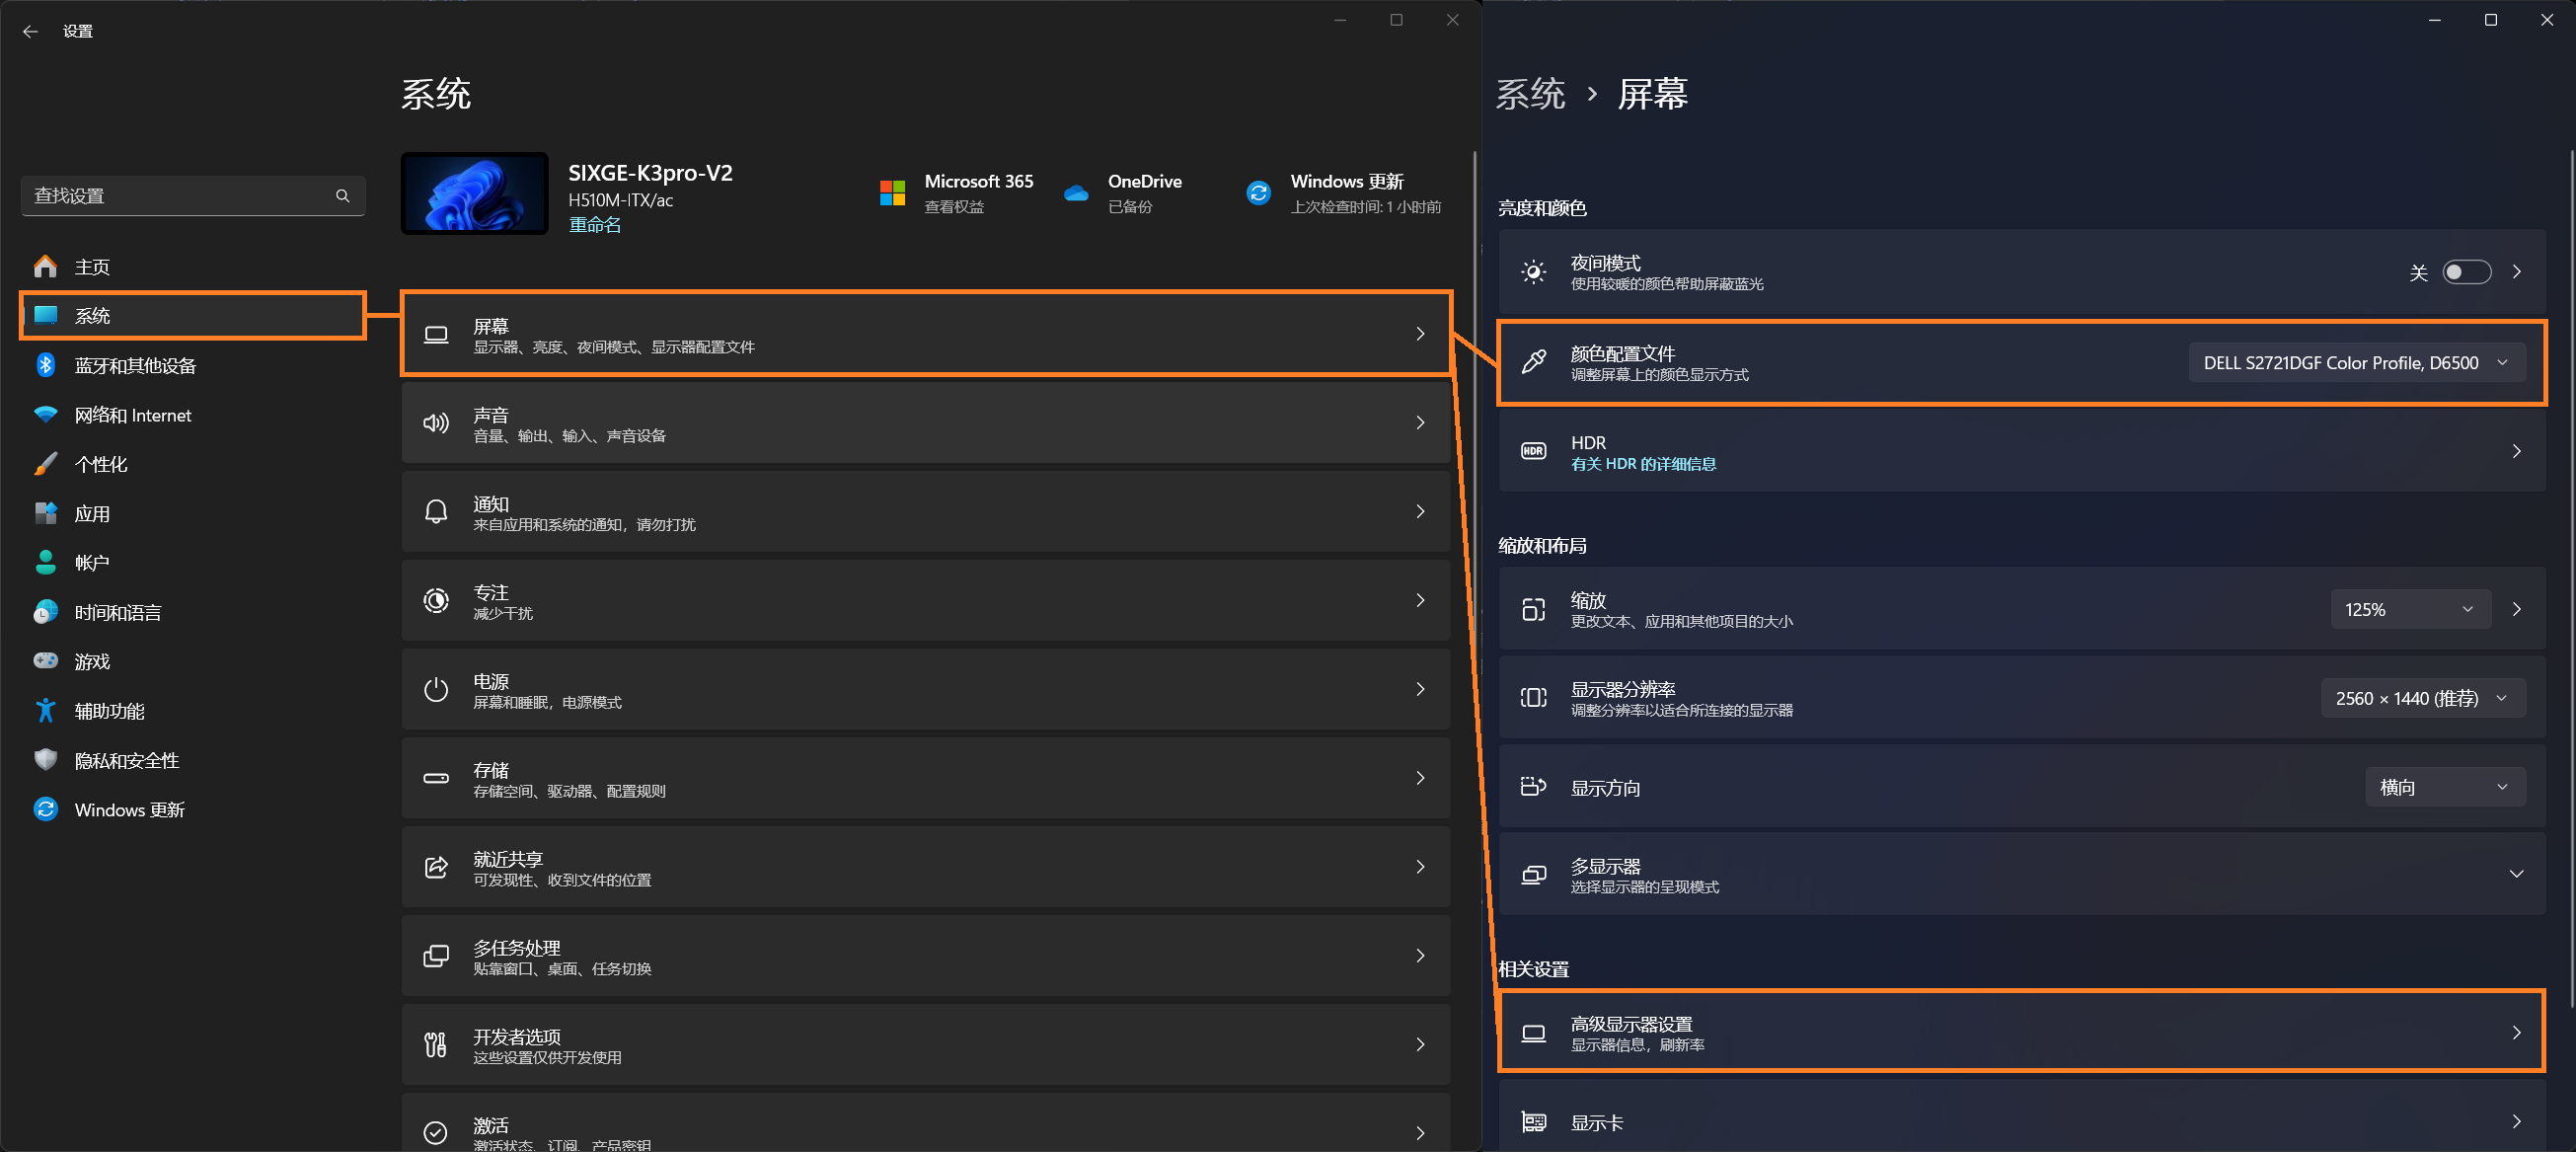 设置
系统
SIXGE-K3pro-V2
H510M-ITX/ac
重命名
Microsoft 365
查看权益
OneDrive
已备份
Windows 更新
上次检查时间: 1 小时前
查找设置
主页
系统
蓝牙和其他设备
网络和 Internet
个性化
应用
帐户
时间和语言
游戏
辅助功能
隐私和安全性
Windows 更新
屏幕
显示器、亮度、夜间模式、显示器配置文件
声音
音量、输出、输入、声音设备
通知
来自应用和系统的通知，请勿打扰
专注
减少干扰
电源
屏幕和睡眠，电源模式
存储
存储空间、驱动器、配置规则
就近共享
可发现性、收到文件的位置
多任务处理
贴靠窗口、桌面、任务切换
开发者选项
这些设置仅供开发使用
激活
激活状态、订阅、产品密钥
系统 › 屏幕
亮度和颜色
夜间模式
使用较暖的颜色帮助屏蔽蓝光
关
颜色配置文件
调整屏幕上的颜色显示方式
DELL S2721DGF Color Profile, D6500
HDR
HDR
有关 HDR 的详细信息
缩放和布局
缩放
更改文本、应用和其他项目的大小
125%
显示器分辨率
调整分辨率以适合所连接的显示器
2560 × 1440 (推荐)
显示方向
横向
多显示器
选择显示器的呈现模式
相关设置
高级显示器设置
显示器信息，刷新率
显示卡